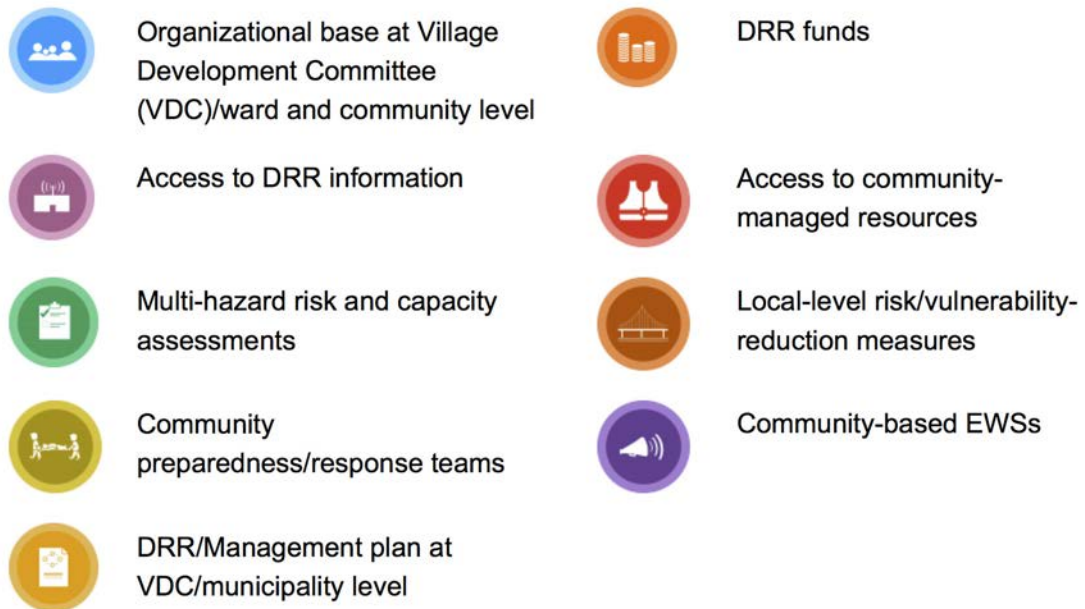 Organizational base at Village
Development Committee
(VDC)/ward and community level
Access to DRR information
Multi-hazard risk and capacity
assessments
Community
preparedness/response teams
DRR/Management plan at
VDC/municipality level
DRR funds
Access to community-
managed resources
Local-level risk/vulnerability-
reduction measures
Community-based EWSs